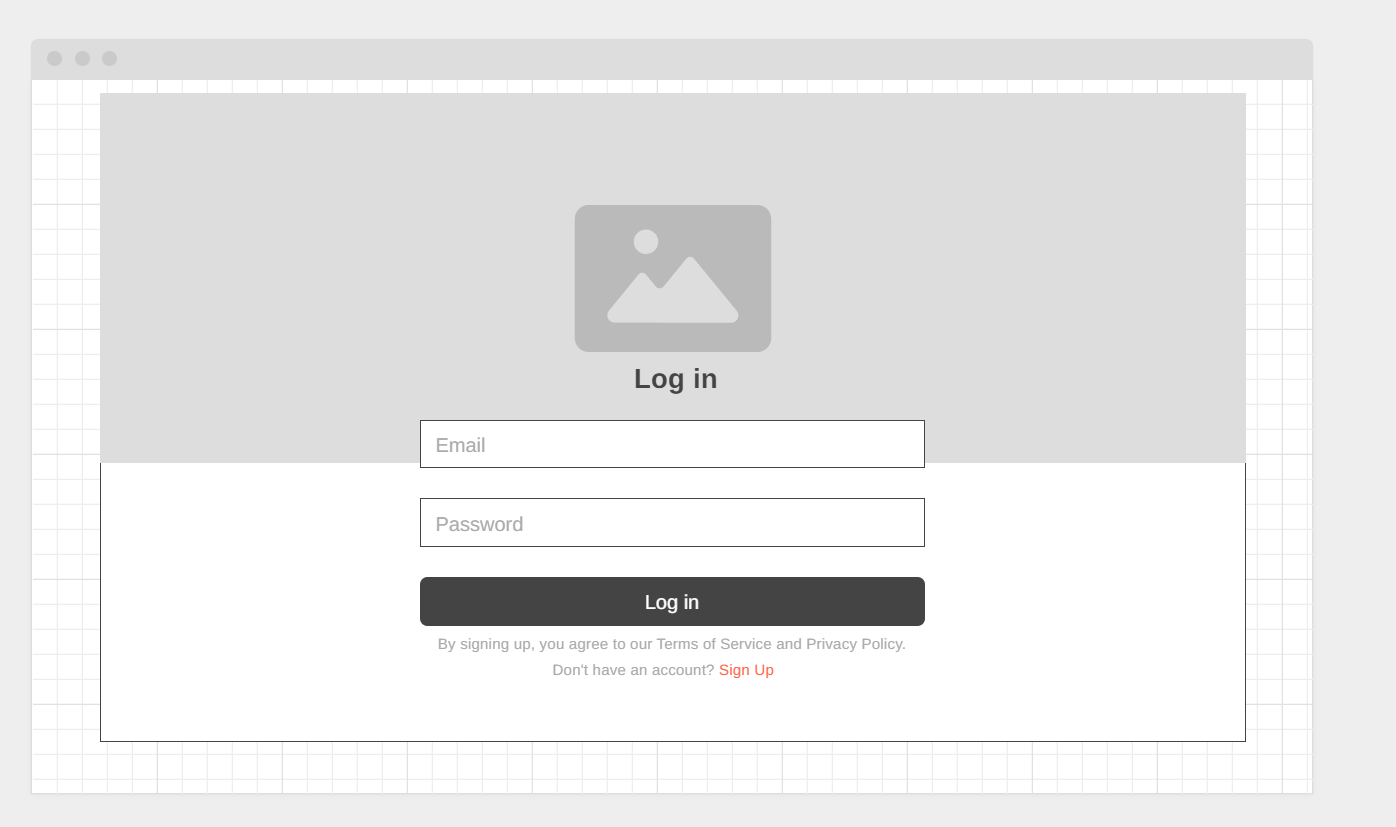 Log in
Email
Password
Log in
By signing up, you agree to our Terms of Service and Privacy Policy.
Don't have an account? Sign Up